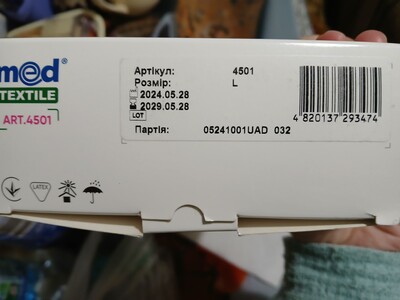 med®
TEXTILE
ART.4501
Артікул: 4501
Розмір: L
2024.05.28
2029.05.28
LOT
Партія: 05241001UAD 032
4 820137 293474
LATEX